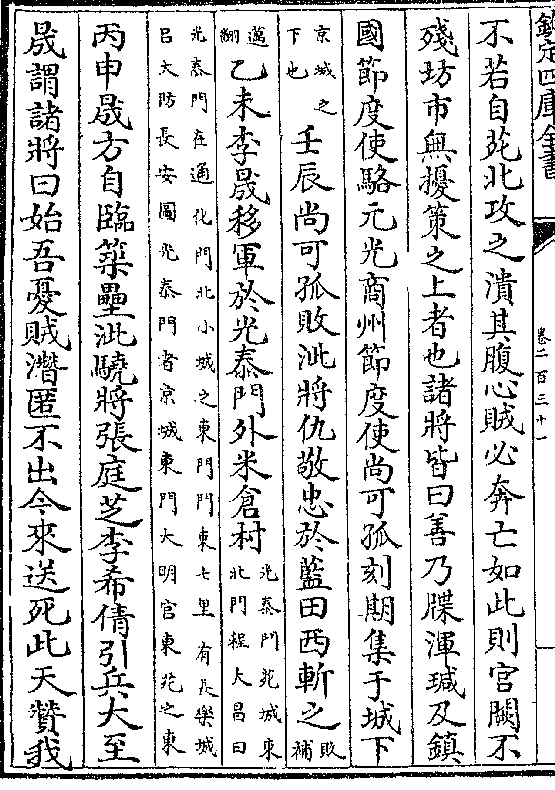 欽定四庫全書
卷二百三十一
不若自苑北攻之潰其腹心賊必奔亡如此則宮闕不
殘坊市無擾策之上者也諸將皆曰善乃牒渾瑊及鎮
國節度使駱元光商州節度使尚可孤刻期集于城下
京城之下也壬辰尚可孤敗泚將仇敬忠於藍田西斬之敗補
邁翻乙未李晟移軍於光泰門外米倉村光泰門苑城東北門程大昌曰
光泰門在通化門北小城之東門門東七里有長樂城
吕大防長安圖光泰門省京城東門大明宮東苑之東
丙申晟方自臨築壘泚驍將張庭芝李希倩引兵大至
晟謂諸將曰始吾憂賊潛匿不出今來送死此天贊我